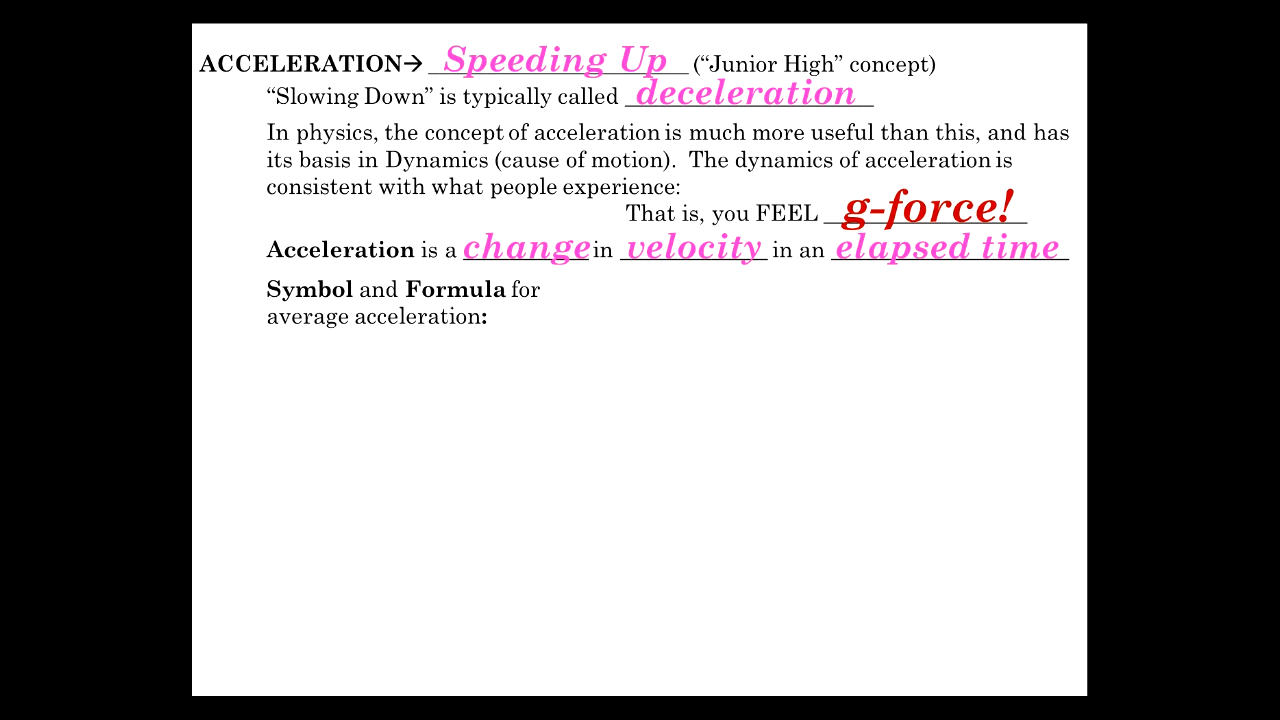 ACCELERATION→ Speeding Up (“Junior High” concept)
“Slowing Down” is typically called deceleration
In physics, the concept of acceleration is much more useful than this, and has
its basis in Dynamics (cause of motion). The dynamics of acceleration is
consistent with what people experience:
That is, you FEEL g-force!
Acceleration is a change in velocity in an elapsed time
Symbol and Formula for
average acceleration: